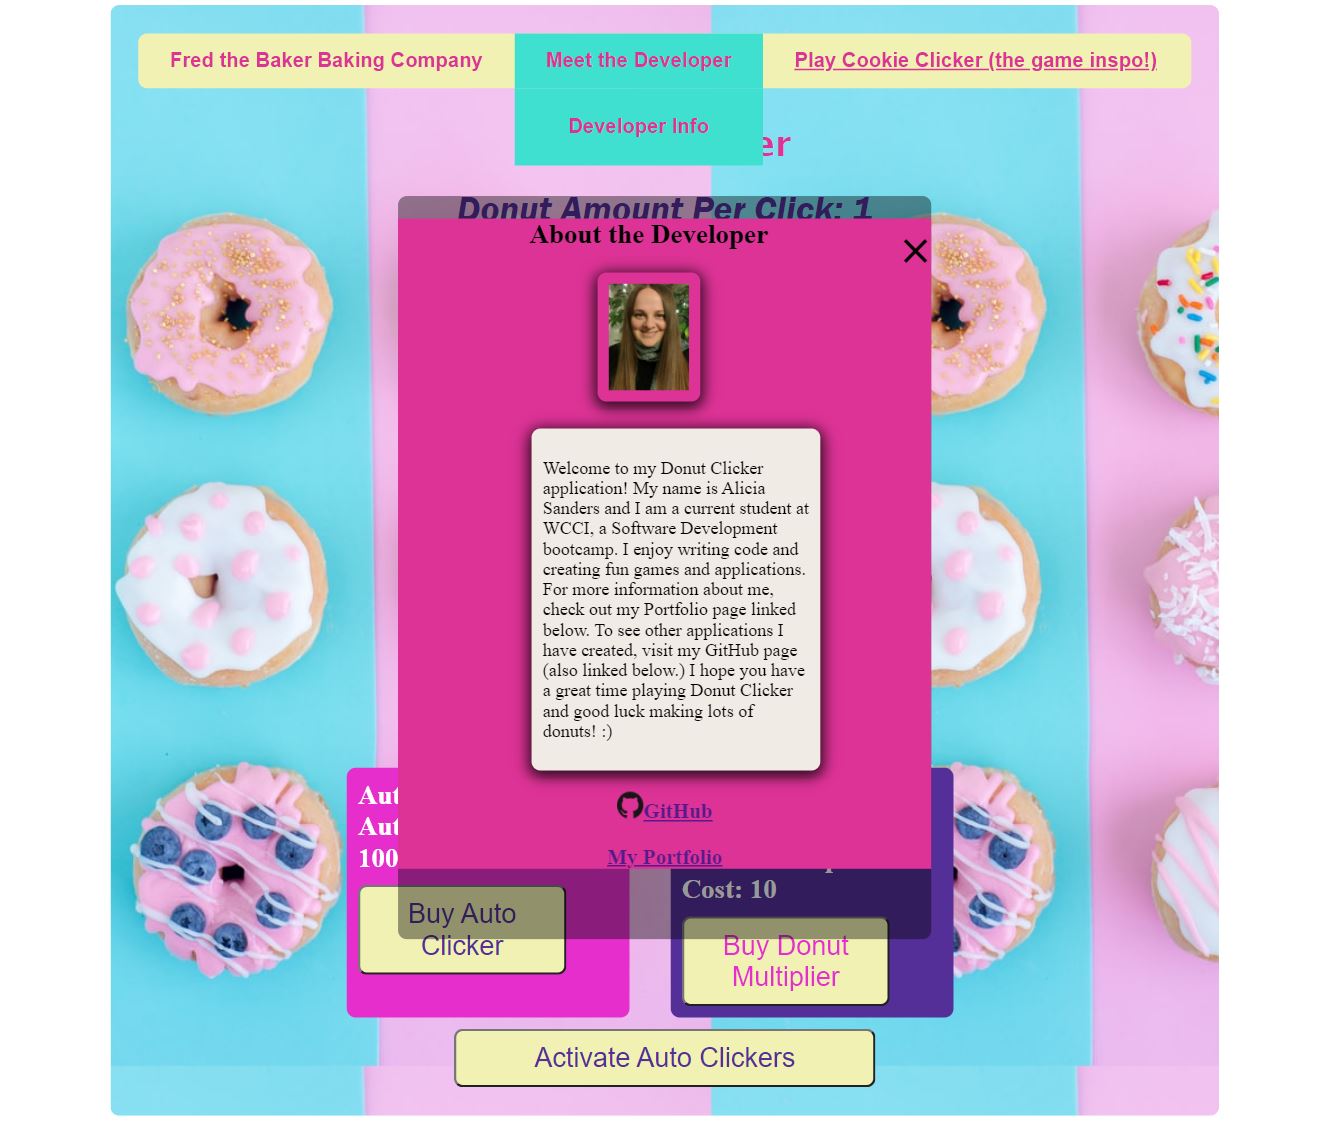 Fred the Baker Baking Company
Meet the Developer
Play Cookie Clicker (the game inspo!)
Developer Info
er
Donut Amount Per Click: 1
About the Developer
Welcome to my Donut Clicker
application! My name is Alicia
Sanders and I am a current student at
WCCI, a Software Development
bootcamp. I enjoy writing code and
creating fun games and applications.
For more information about me,
check out my Portfolio page linked
below. To see other applications I
have created, visit my GitHub page
(also linked below.) I hope you have
a great time playing Donut Clicker
and good luck making lots of
donuts! :)
GitHub
My Portfolio
Aut
Aut
100
Buy Auto
Clicker
Cost: 10
Buy Donut
Multiplier
Activate Auto Clickers